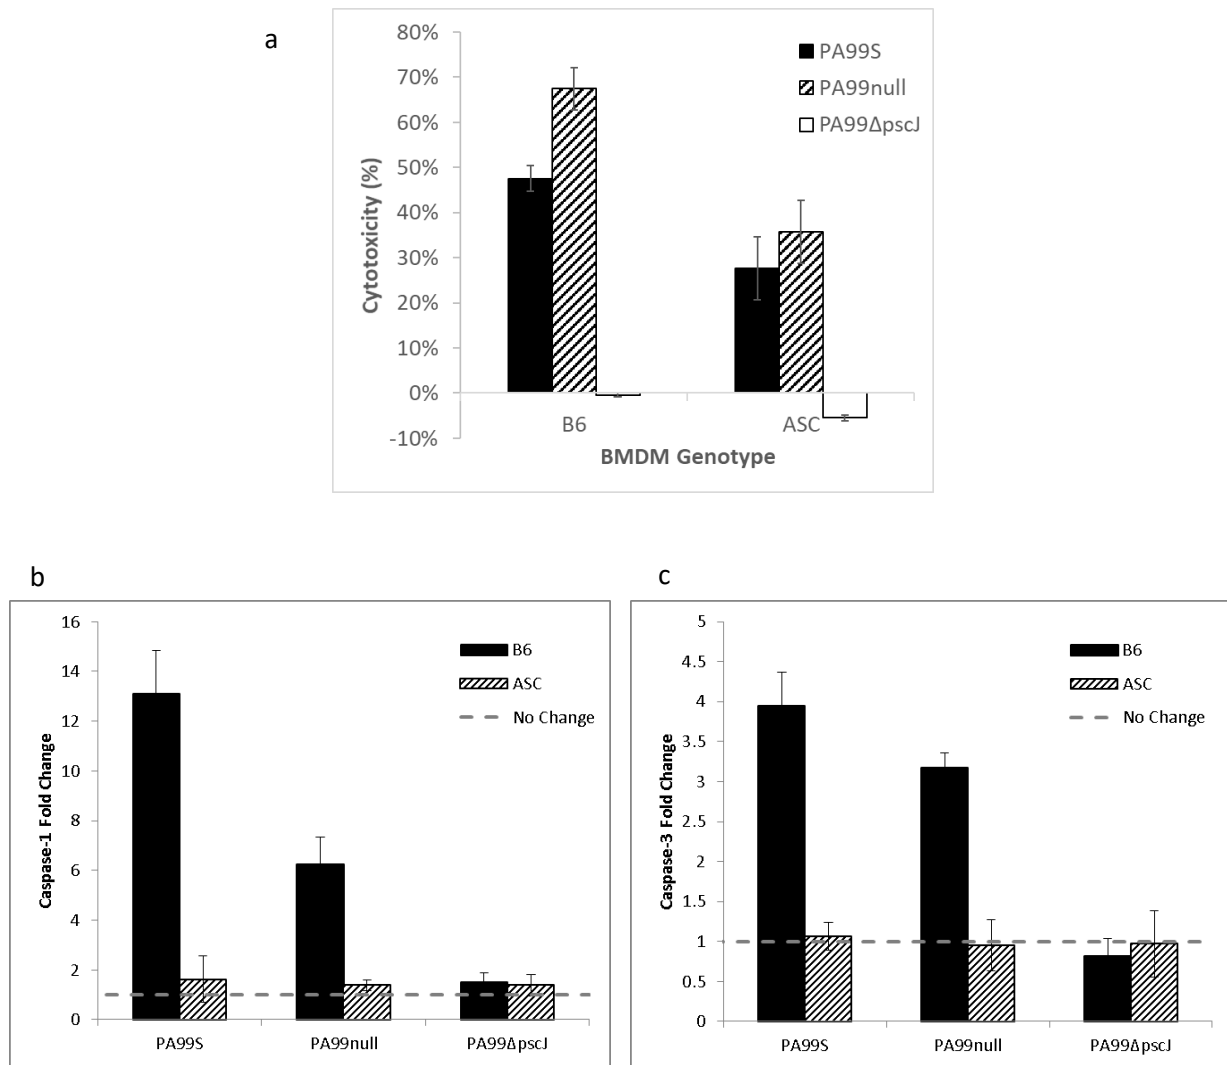 a
80%
70%
60%
50%
40%
30%
20%
10%
0%
-10%
Cytotoxicity (%)
PA99S
PA99null
PA99ΔpscJ
B6
ASC
BMDM Genotype
b
16
14
12
10
8
6
4
2
0
Caspase-1 Fold Change
B6
ASC
No Change
PA99S
PA99null
PA99ΔpscJ
c
5
4.5
4
3.5
3
2.5
2
1.5
1
0.5
0
Caspase-3 Fold Change
B6
ASC
No Change
PA99S
PA99null
PA99ΔpscJ